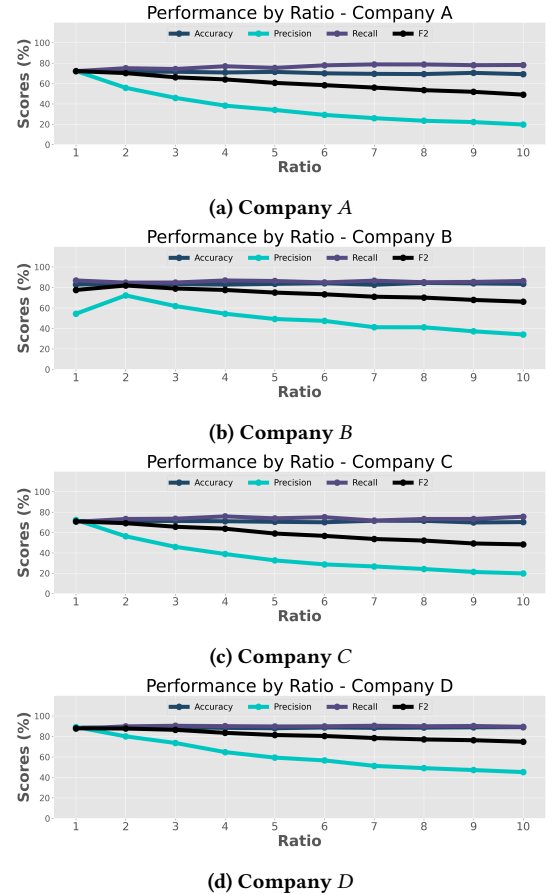 Performance by Ratio - Company A
Accuracy Precision Recall F2
Scores (%)
100
80
60
40
20
0
1 2 3 4 5 6 7 8 9 10
Ratio
(a) Company A
Performance by Ratio - Company B
Accuracy Precision Recall F2
Scores (%)
100
80
60
40
20
0
1 2 3 4 5 6 7 8 9 10
Ratio
(b) Company B
Performance by Ratio - Company C
Accuracy Precision Recall F2
Scores (%)
100
80
60
40
20
0
1 2 3 4 5 6 7 8 9 10
Ratio
(c) Company C
Performance by Ratio - Company D
Accuracy Precision Recall F2
Scores (%)
100
80
60
40
20
0
1 2 3 4 5 6 7 8 9 10
Ratio
(d) Company D